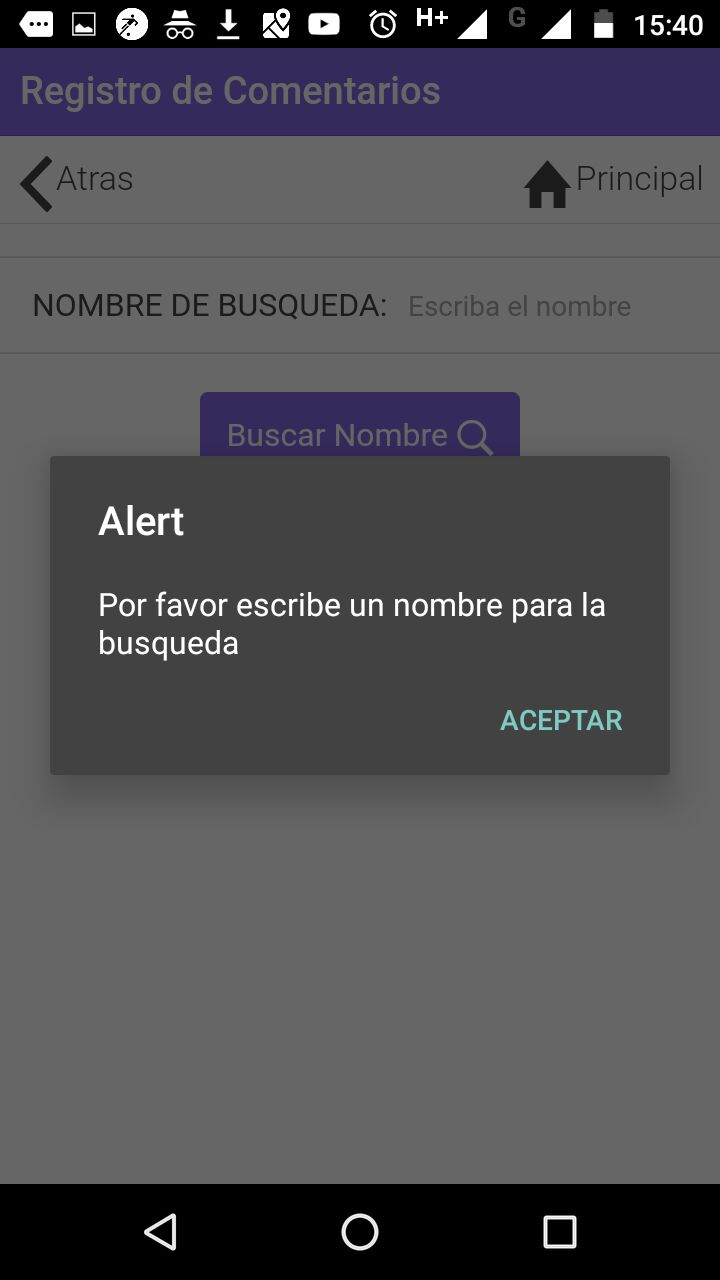 H+ G 15:40
Registro de Comentarios
Atras Principal
NOMBRE DE BUSQUEDA: Escriba el nombre
Buscar Nombre
Alert
Por favor escribe un nombre para la
busqueda
ACEPTAR